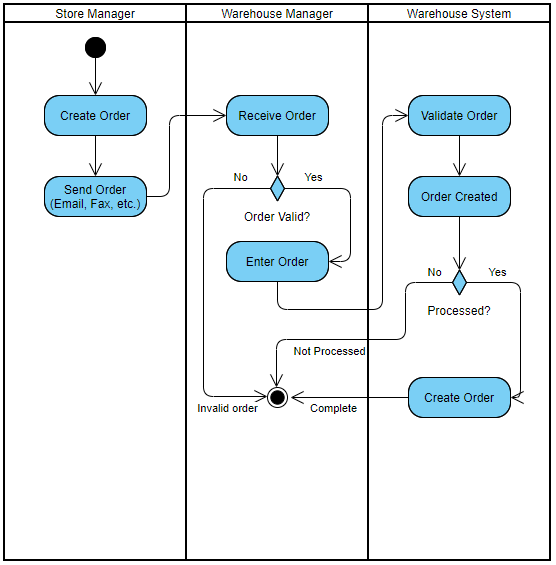 Store Manager
Warehouse Manager
Warehouse System
Create Order
Receive Order
Validate Order
Send Order
(Email, Fax, etc.)
No
Yes
Order Valid?
Order Created
Enter Order
No
Yes
Processed?
Not Processed
Invalid order
Complete
Create Order